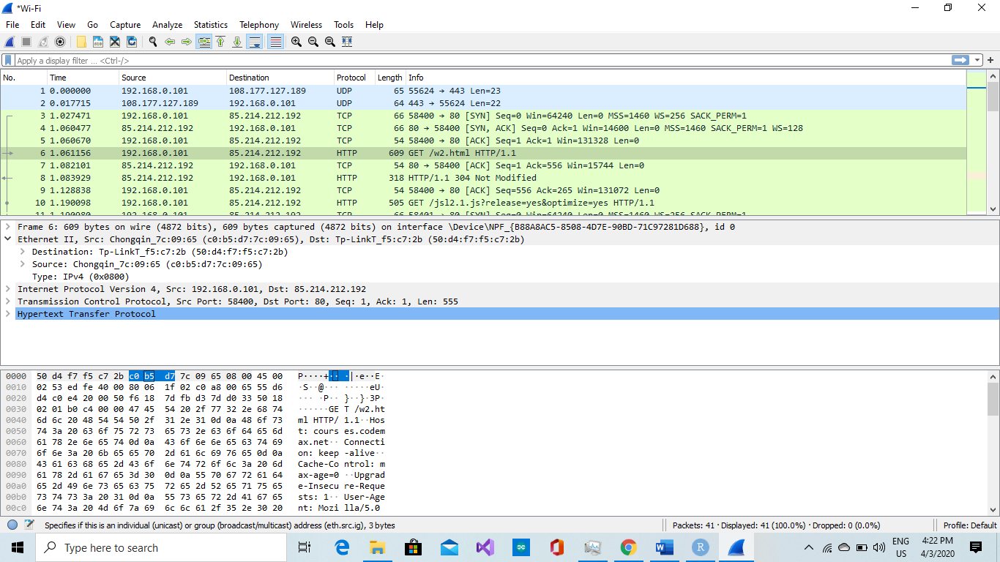 *Wi-Fi
File Edit View Go Capture Analyze Statistics Telephony Wireless Tools Help
Apply a display filter ... <Ctrl-/>
No. Time Source Destination Protocol Length Info
1 0.000000 192.168.0.101 108.177.127.189 UDP 65 55624 → 443 Len=23
2 0.017715 108.177.127.189 192.168.0.101 UDP 64 443 → 55624 Len=22
3 1.027471 192.168.0.101 85.214.212.192 TCP 66 58400 → 80 [SYN] Seq=0 Win=64240 Len=0 MSS=1460 WS=256 SACK_PERM=1
4 1.060477 85.214.212.192 192.168.0.101 TCP 66 80 → 58400 [SYN, ACK] Seq=0 Ack=1 Win=14600 Len=0 MSS=1460 SACK_PERM=1 WS=128
5 1.060670 192.168.0.101 85.214.212.192 TCP 54 58400 → 80 [ACK] Seq=1 Ack=1 Win=131328 Len=0
6 1.061156 192.168.0.101 85.214.212.192 HTTP 609 GET /w2.html HTTP/1.1
7 1.082101 85.214.212.192 192.168.0.101 TCP 54 80 → 58400 [ACK] Seq=1 Ack=556 Win=15744 Len=0
8 1.083929 85.214.212.192 192.168.0.101 HTTP 318 HTTP/1.1 304 Not Modified
9 1.128838 192.168.0.101 85.214.212.192 TCP 54 58400 → 80 [ACK] Seq=556 Ack=265 Win=131072 Len=0
10 1.190098 192.168.0.101 85.214.212.192 HTTP 505 GET /jsl2.1.js?release=yes&optimize=yes HTTP/1.1
11 1.190980 192.168.0.101 85.214.212.192 TCP 66 58401 → 80 [SYN] Seq=0 Win=64240 Len=0 MSS=1460 WS=256 SACK_PERM=1
Frame 6: 609 bytes on wire (4872 bits), 609 bytes captured (4872 bits) on interface \Device\NPF_{B88A8AC5-8508-4D7E-90BD-71C97281D688}, id 0
Ethernet II, Src: Chongqin_7c:09:65 (c0:b5:d7:7c:09:65), Dst: Tp-LinkT_f5:c7:2b (50:d4:f7:f5:c7:2b)
Destination: Tp-LinkT_f5:c7:2b (50:d4:f7:f5:c7:2b)
Source: Chongqin_7c:09:65 (c0:b5:d7:7c:09:65)
Type: IPv4 (0x0800)
Internet Protocol Version 4, Src: 192.168.0.101, Dst: 85.214.212.192
Transmission Control Protocol, Src Port: 58400, Dst Port: 80, Seq: 1, Ack: 1, Len: 555
Hypertext Transfer Protocol
0000 50 d4 f7 f5 c7 2b c0 b5 d7 7c 09 65 08 00 45 00 P····+·· ·|·e··E·
0010 02 53 ed fe 40 00 80 06 1f 02 c0 a8 00 65 55 d6 ·S··@··· ·····eU·
0020 d4 c0 e4 20 00 50 f6 18 7d fb d3 7d d0 33 50 18 ··· ·P·· }··}·3P·
0030 02 01 b0 c4 00 00 47 45 54 20 2f 77 32 2e 68 74 ······GE T /w2.ht
0040 6d 6c 20 48 54 54 50 2f 31 2e 31 0d 0a 48 6f 73 ml HTTP/ 1.1··Hos
0050 74 3a 20 63 6f 75 72 73 65 73 2e 63 6f 64 65 6d t: cours es.codem
0060 61 78 2e 6e 65 74 0d 0a 43 6f 6e 6e 65 63 74 69 ax.net·· Connecti
0070 6f 6e 3a 20 6b 65 65 70 2d 61 6c 69 76 65 0d 0a on: keep -alive··
0080 43 61 63 68 65 2d 43 6f 6e 74 72 6f 6c 3a 20 6d Cache-Co ntrol: m
0090 61 78 2d 61 67 65 3d 30 0d 0a 55 70 67 72 61 64 ax-age=0 ··Upgrad
00a0 65 2d 49 6e 73 65 63 75 72 65 2d 52 65 71 75 65 e-Insecu re-Reque
00b0 73 74 73 3a 20 31 0d 0a 55 73 65 72 2d 41 67 65 sts: 1·· User-Age
00c0 6e 74 3a 20 4d 6f 7a 69 6c 6c 61 2f 35 2e 30 20 nt: Mozi lla/5.0
Specifies if this is an individual (unicast) or group (broadcast/multicast) address (eth.src.ig), 3 bytes Packets: 41 · Displayed: 41 (100.0%) · Dropped: 0 (0.0%) Profile: Default
Type here to search
ENG 4:22 PM
US 4/3/2020